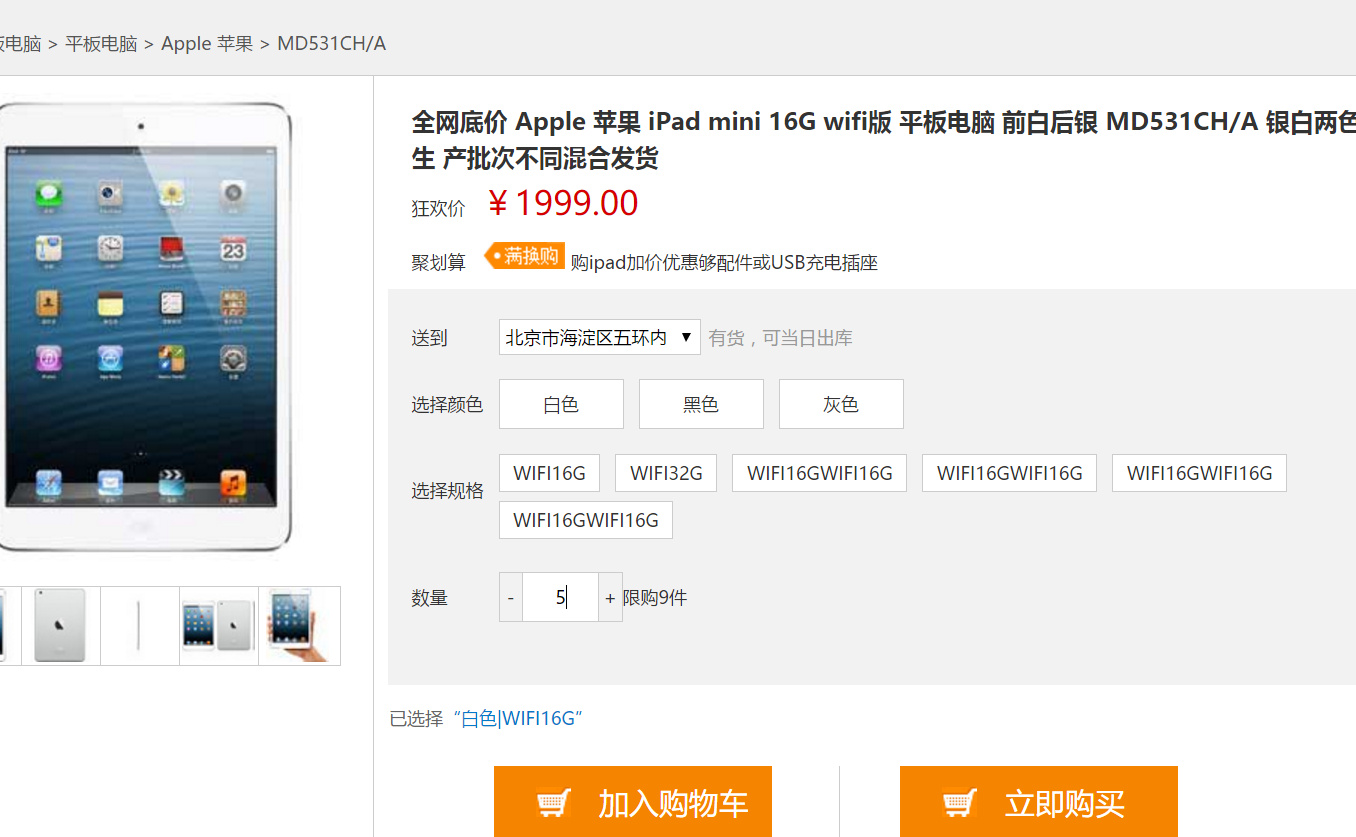 板电脑 > 平板电脑 > Apple 苹果 > MD531CH/A
全网底价 Apple 苹果 iPad mini 16G wifi版 平板电脑 前白后银 MD531CH/A 银白两色
生 产批次不同混合发货
狂欢价 ¥ 1999.00
聚划算 满换购 购ipad加价优惠够配件或USB充电插座
送到 北京市海淀区五环内 ▼ 有货，可当日出库
选择颜色 白色 黑色 灰色
选择规格 WIFI16G WIFI32G WIFI16GWIFI16G WIFI16GWIFI16G WIFI16GWIFI16G
WIFI16GWIFI16G
数量 - 5 + 限购9件
已选择 “白色|WIFI16G”
加入购物车 立即购买
23